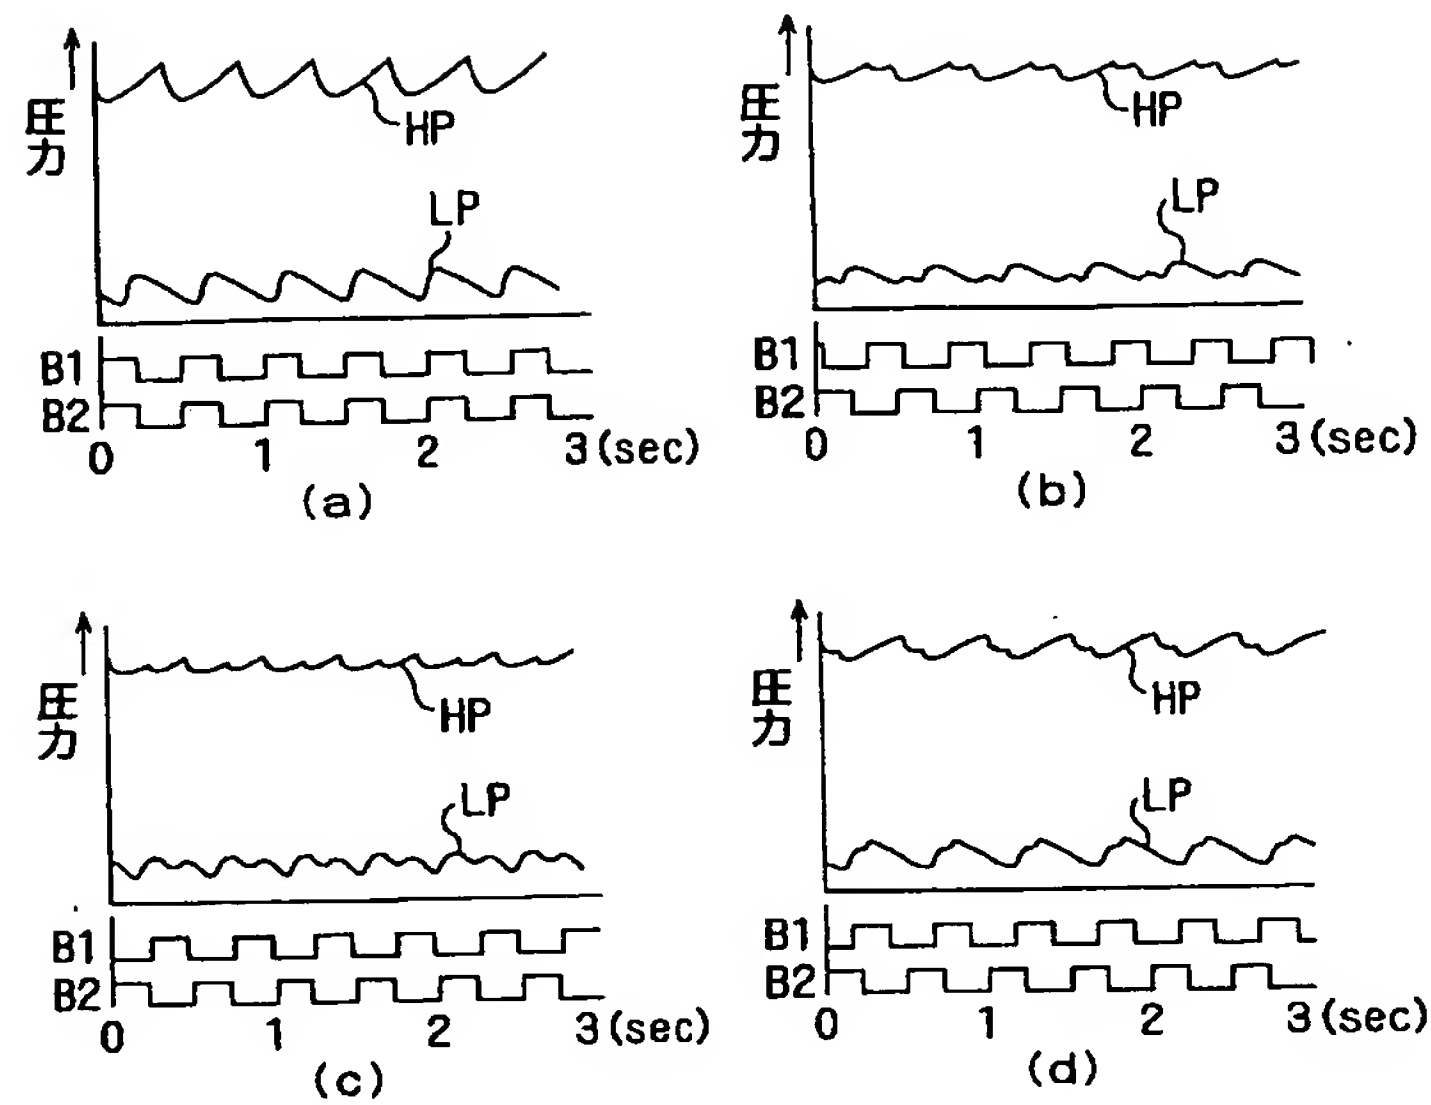 圧力
HP
LP
B1
B2
0 1 2 3(sec)
(a)
圧力
HP
LP
B1
B2
0 1 2 3(sec)
(b)
圧力
HP
LP
B1
B2
0 1 2 3(sec)
(c)
圧力
HP
LP
B1
B2
0 1 2 3(sec)
(d)